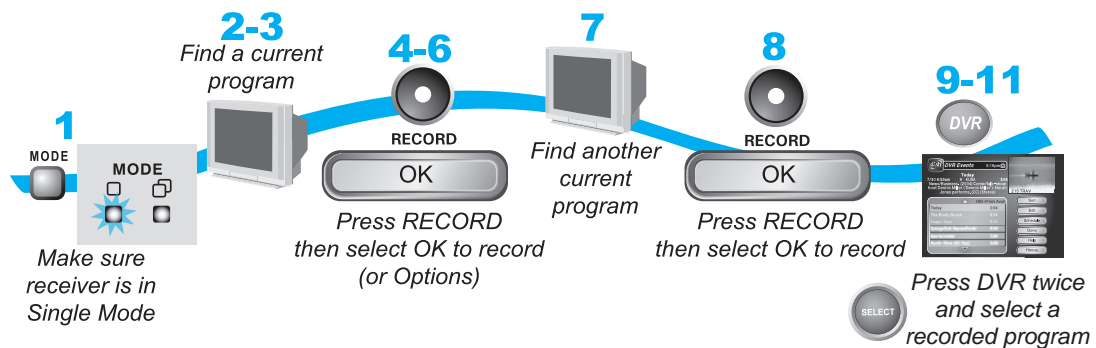 1
MODE
MODE
Make sure
receiver is in
Single Mode
2-3
Find a current
program
4-6
RECORD
OK
Press RECORD
then select OK to record
(or Options)
7
Find another
current
program
8
RECORD
OK
Press RECORD
then select OK to record
9-11
DVR
DVR Events
Today
Today
Schedule
Help
SELECT
Press DVR twice
and select a
recorded program